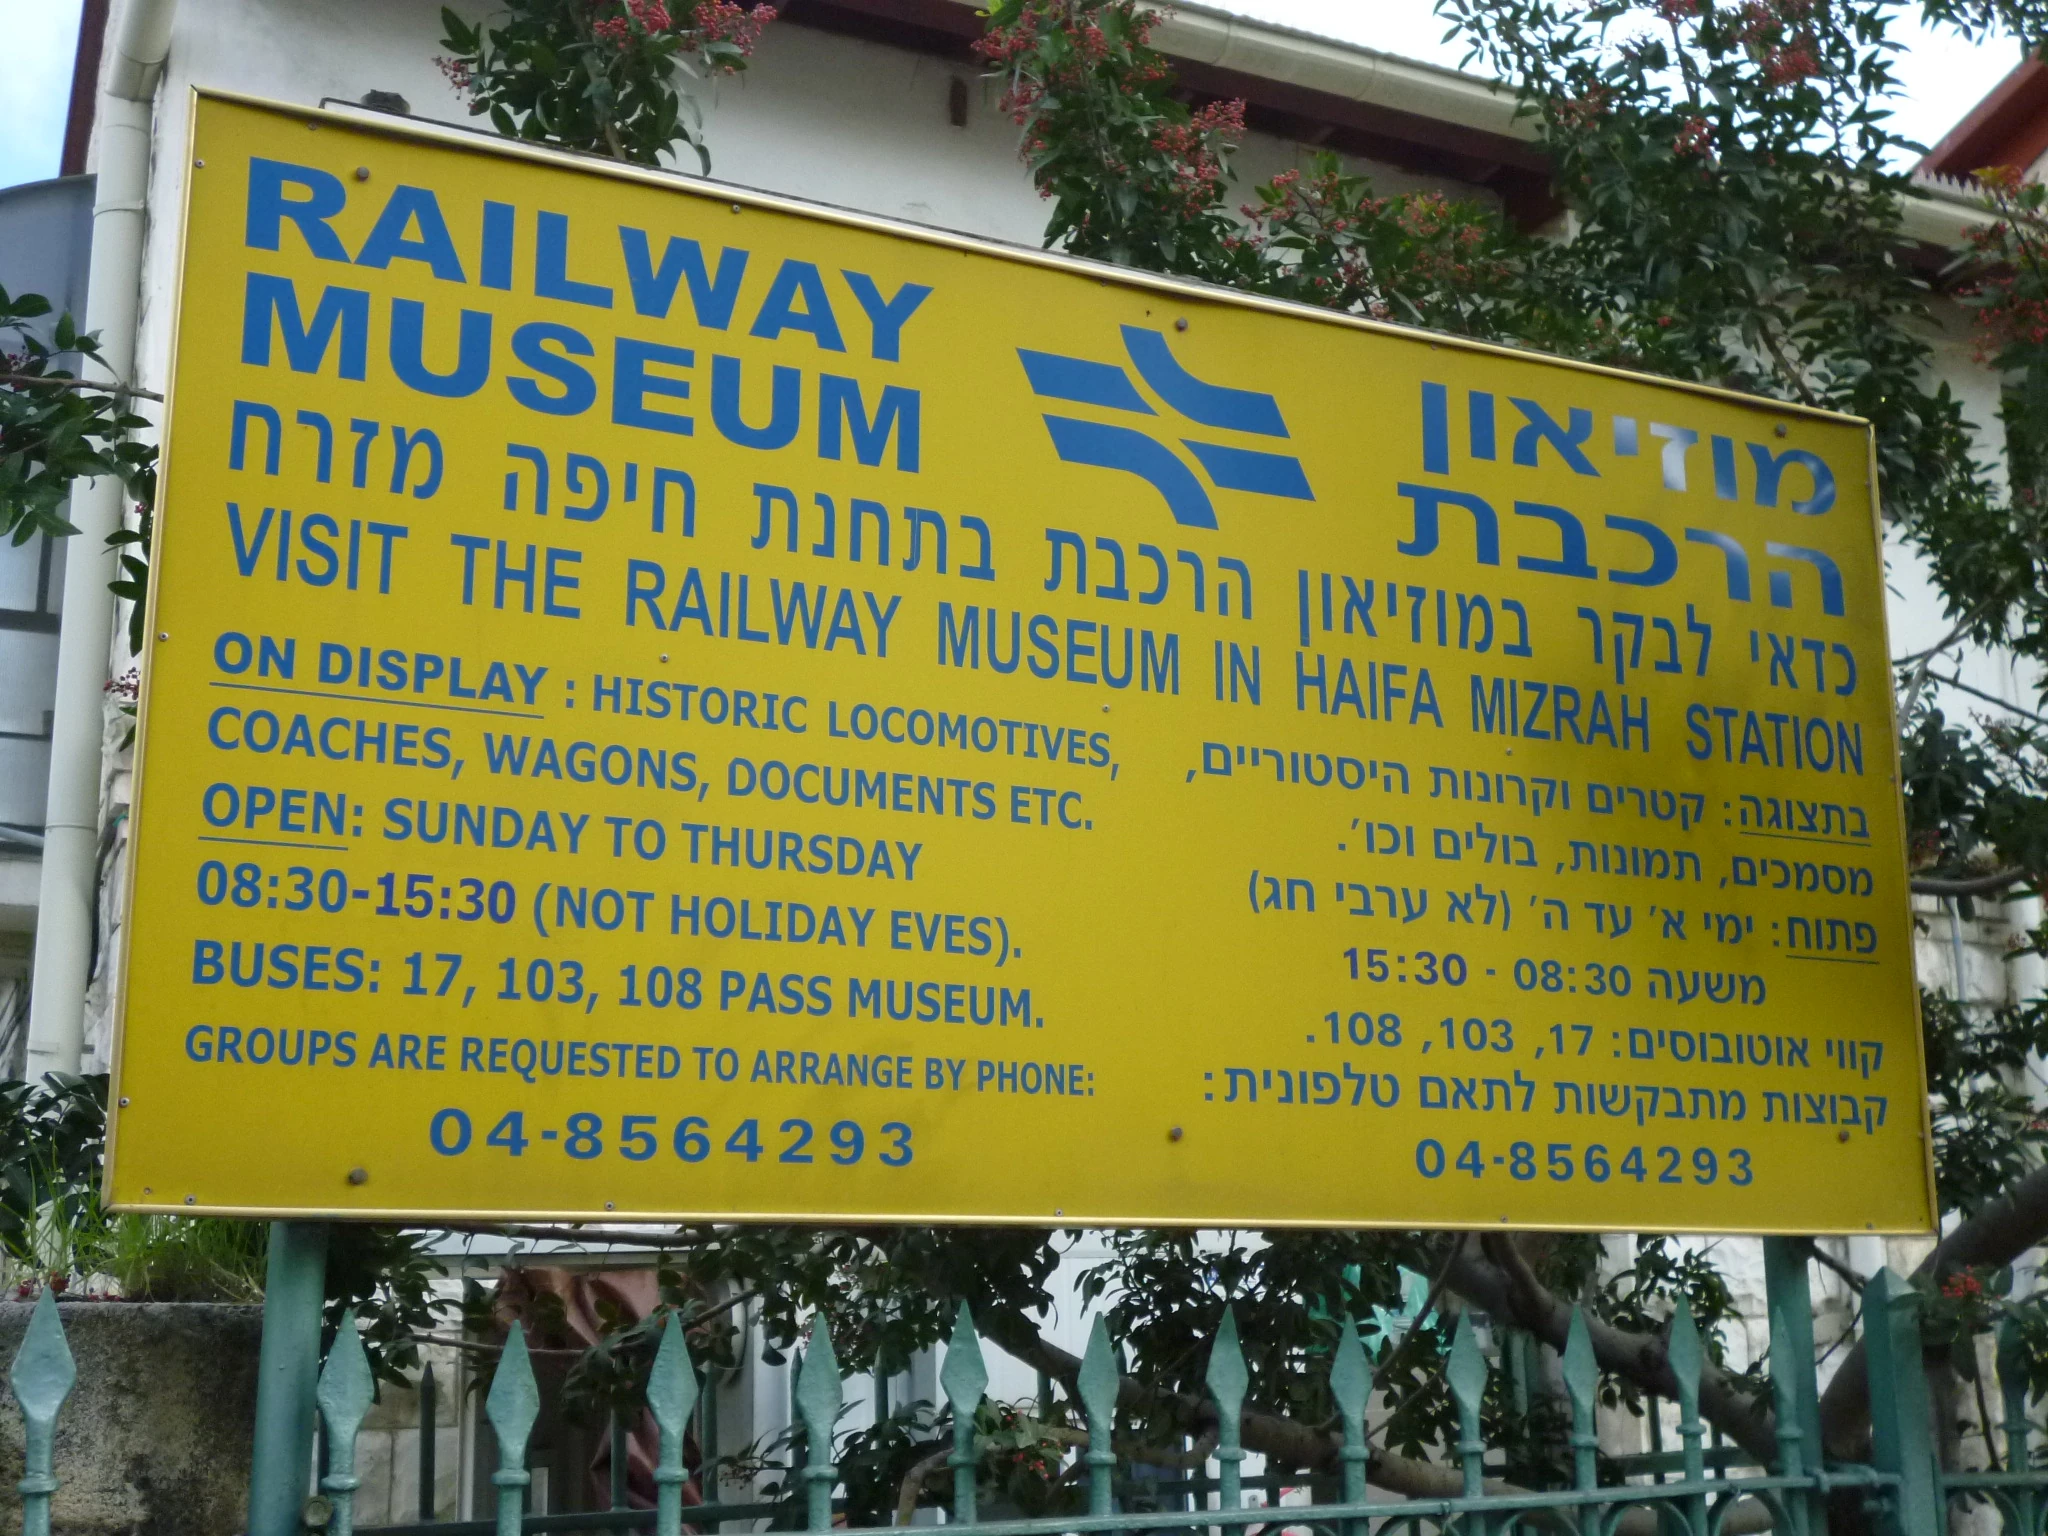 RAILWAY
MUSEUM
מוזיאון
הרכבת
כדאי לבקר במוזיאון הרכבת בתחנת חיפה מזרח
VISIT THE RAILWAY MUSEUM IN HAIFA MIZRAH STATION
ON DISPLAY : HISTORIC LOCOMOTIVES,
COACHES, WAGONS, DOCUMENTS ETC.
OPEN: SUNDAY TO THURSDAY
08:30-15:30 (NOT HOLIDAY EVES).
BUSES: 17, 103, 108 PASS MUSEUM.
GROUPS ARE REQUESTED TO ARRANGE BY PHONE:
04-8564293
בתצוגה: קטרים וקרונות היסטוריים,
מסמכים, תמונות, בולים וכו'.
פתוח: ימי א' עד ה' (לא ערבי חג)
משעה 08:30 - 15:30
קווי אוטובוסים: 17, 103, 108.
קבוצות מתבקשות לתאם טלפונית:
04-8564293